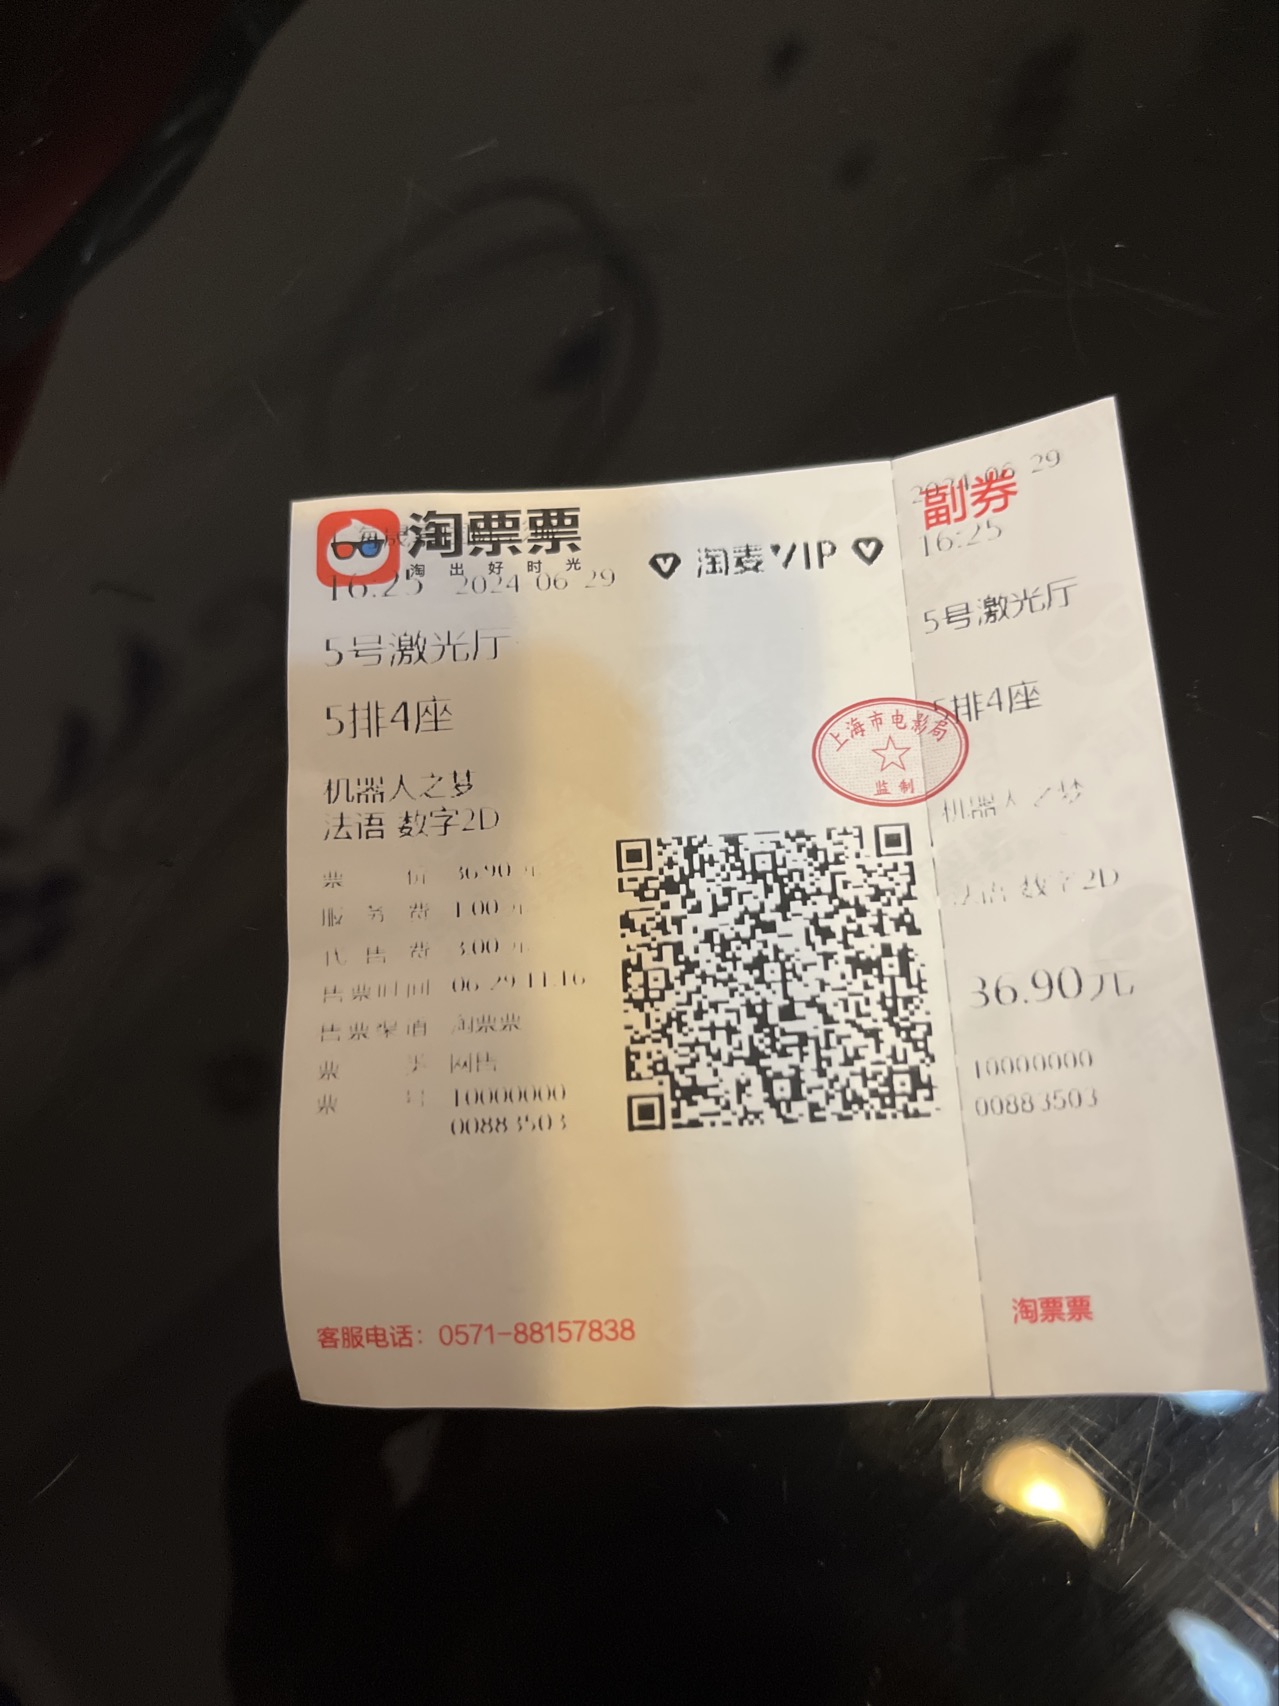 淘票票
淘出好时光
16:25 2024-06-29
淘麦VIP
5号激光厅
5排4座
机器人之梦
法语 数字2D
票 价 36.90元
服务费 1.00元
代售费 3.00元
售票时间 06-29 11:16
售票渠道 淘票票
票 类 网售
票 号 10000000
00883503
客服电话：0571-88157838
上海市电影局
监制
2024-06-29
副券
16:25
5号激光厅
5排4座
机器人之梦
法语 数字2D
36.90元
10000000
00883503
淘票票